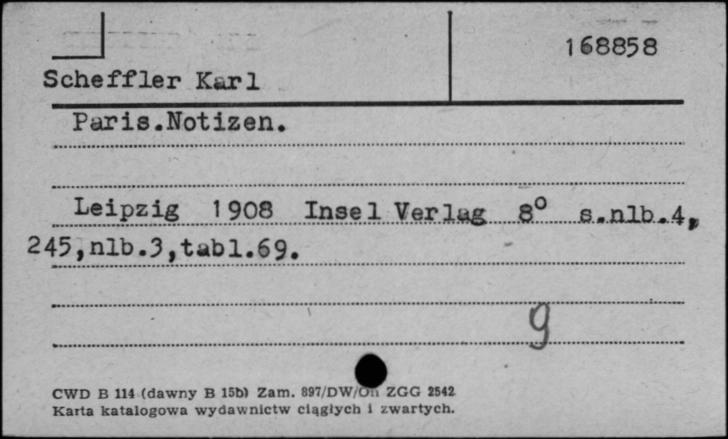 168858
Scheffler Karl
Paris.Notizen.
Leipzig 1908 Insel Verlag 8° s.nlb.4,
245,nlb.3,tabl.69.
9
CWD B 114 (dawny B 15b) Zam. 897/DW/ ZGG 2542
Karta katalogowa wydawnictw ciągłych i zwartych.